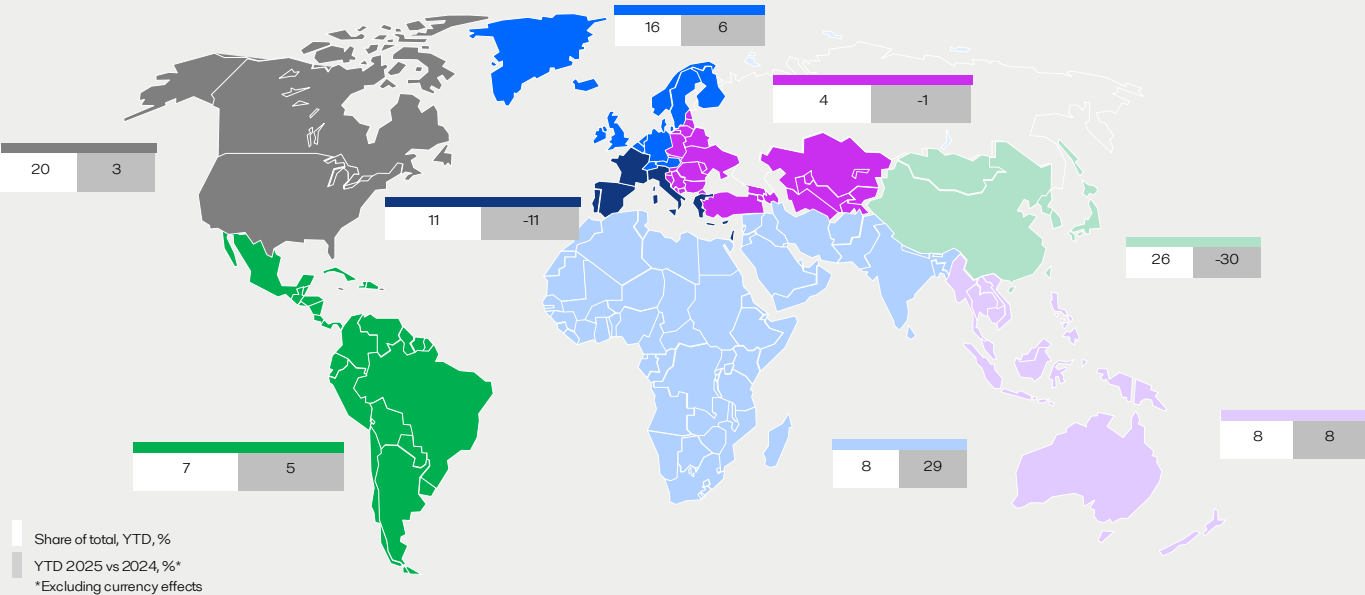 16 6
4 -1
20 3
11 -11
26 -30
8 8
7 5
8 29
Share of total, YTD, %
YTD 2025 vs 2024, %*
*Excluding currency effects